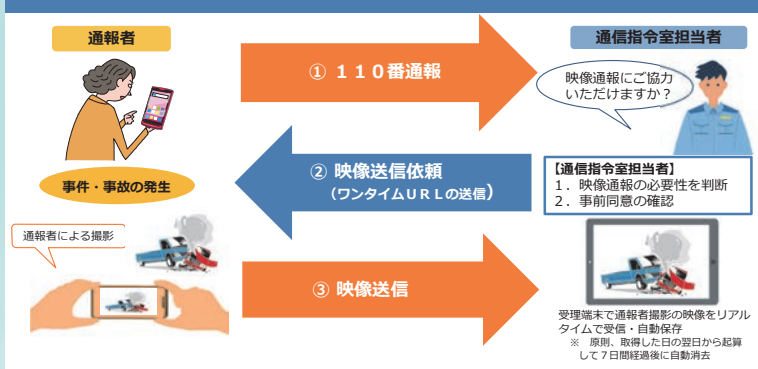 通報者
通信指令室担当者
① １１０番通報
映像通報にご協力
いただけますか？
② 映像送信依頼
（ワンタイムＵＲＬの送信）
事件・事故の発生
【通信指令室担当者】
１．映像通報の必要性を判断
２．事前同意の確認
通報者による撮影
③ 映像送信
受理端末で通報者撮影の映像をリアル
タイムで受信・自動保存
※　原則、取得した日の翌日から起算
して７日間経過後に自動消去